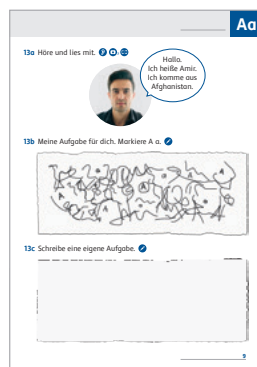 Aa
13a Höre und lies mit.
Hallo.
Ich heiße Amir.
Ich komme aus
Afghanistan.
13b Meine Aufgabe für dich. Markiere A a.
13c Schreibe eine eigene Aufgabe.
9